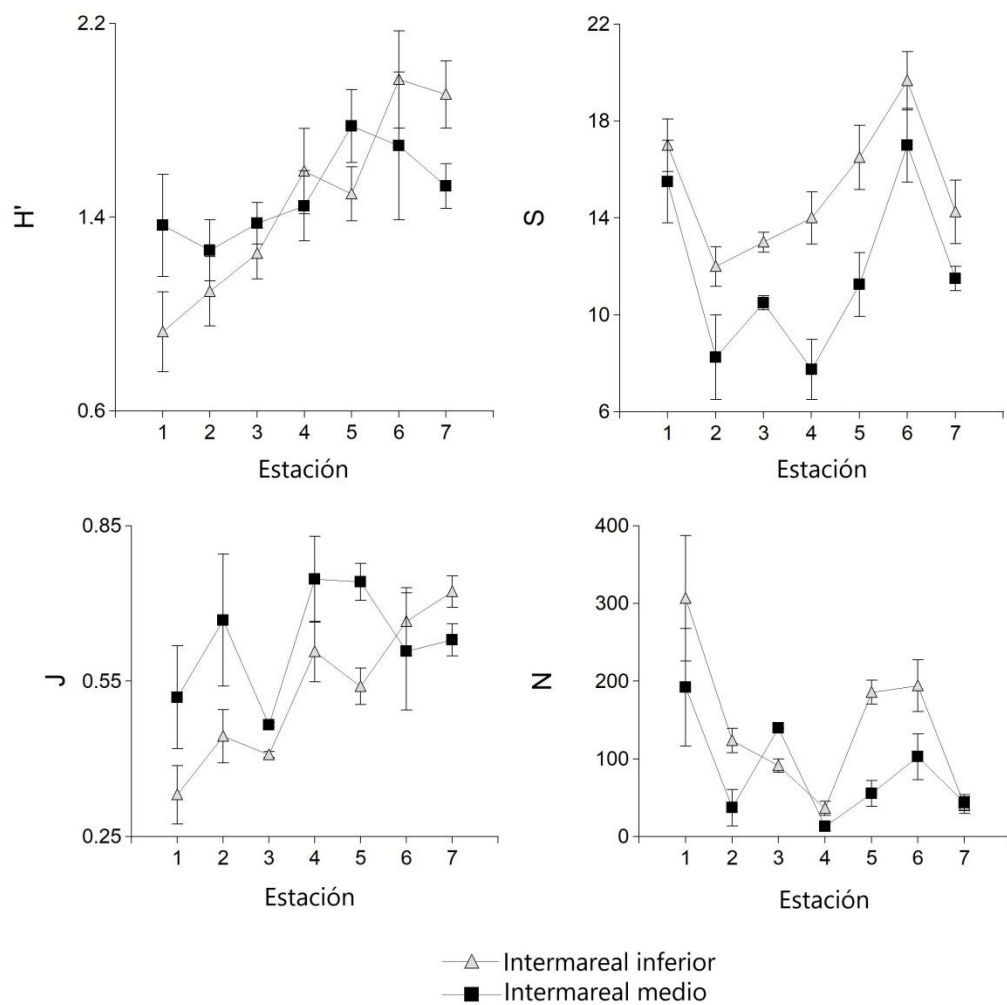 2.2
H'
1.4
0.6
1 2 3 4 5 6 7
Estación
22
18
S
14
10
6
1 2 3 4 5 6 7
Estación
0.85
J
0.55
0.25
1 2 3 4 5 6 7
Estación
400
300
N
200
100
0
1 2 3 4 5 6 7
Estación
Intermareal inferior
Intermareal medio